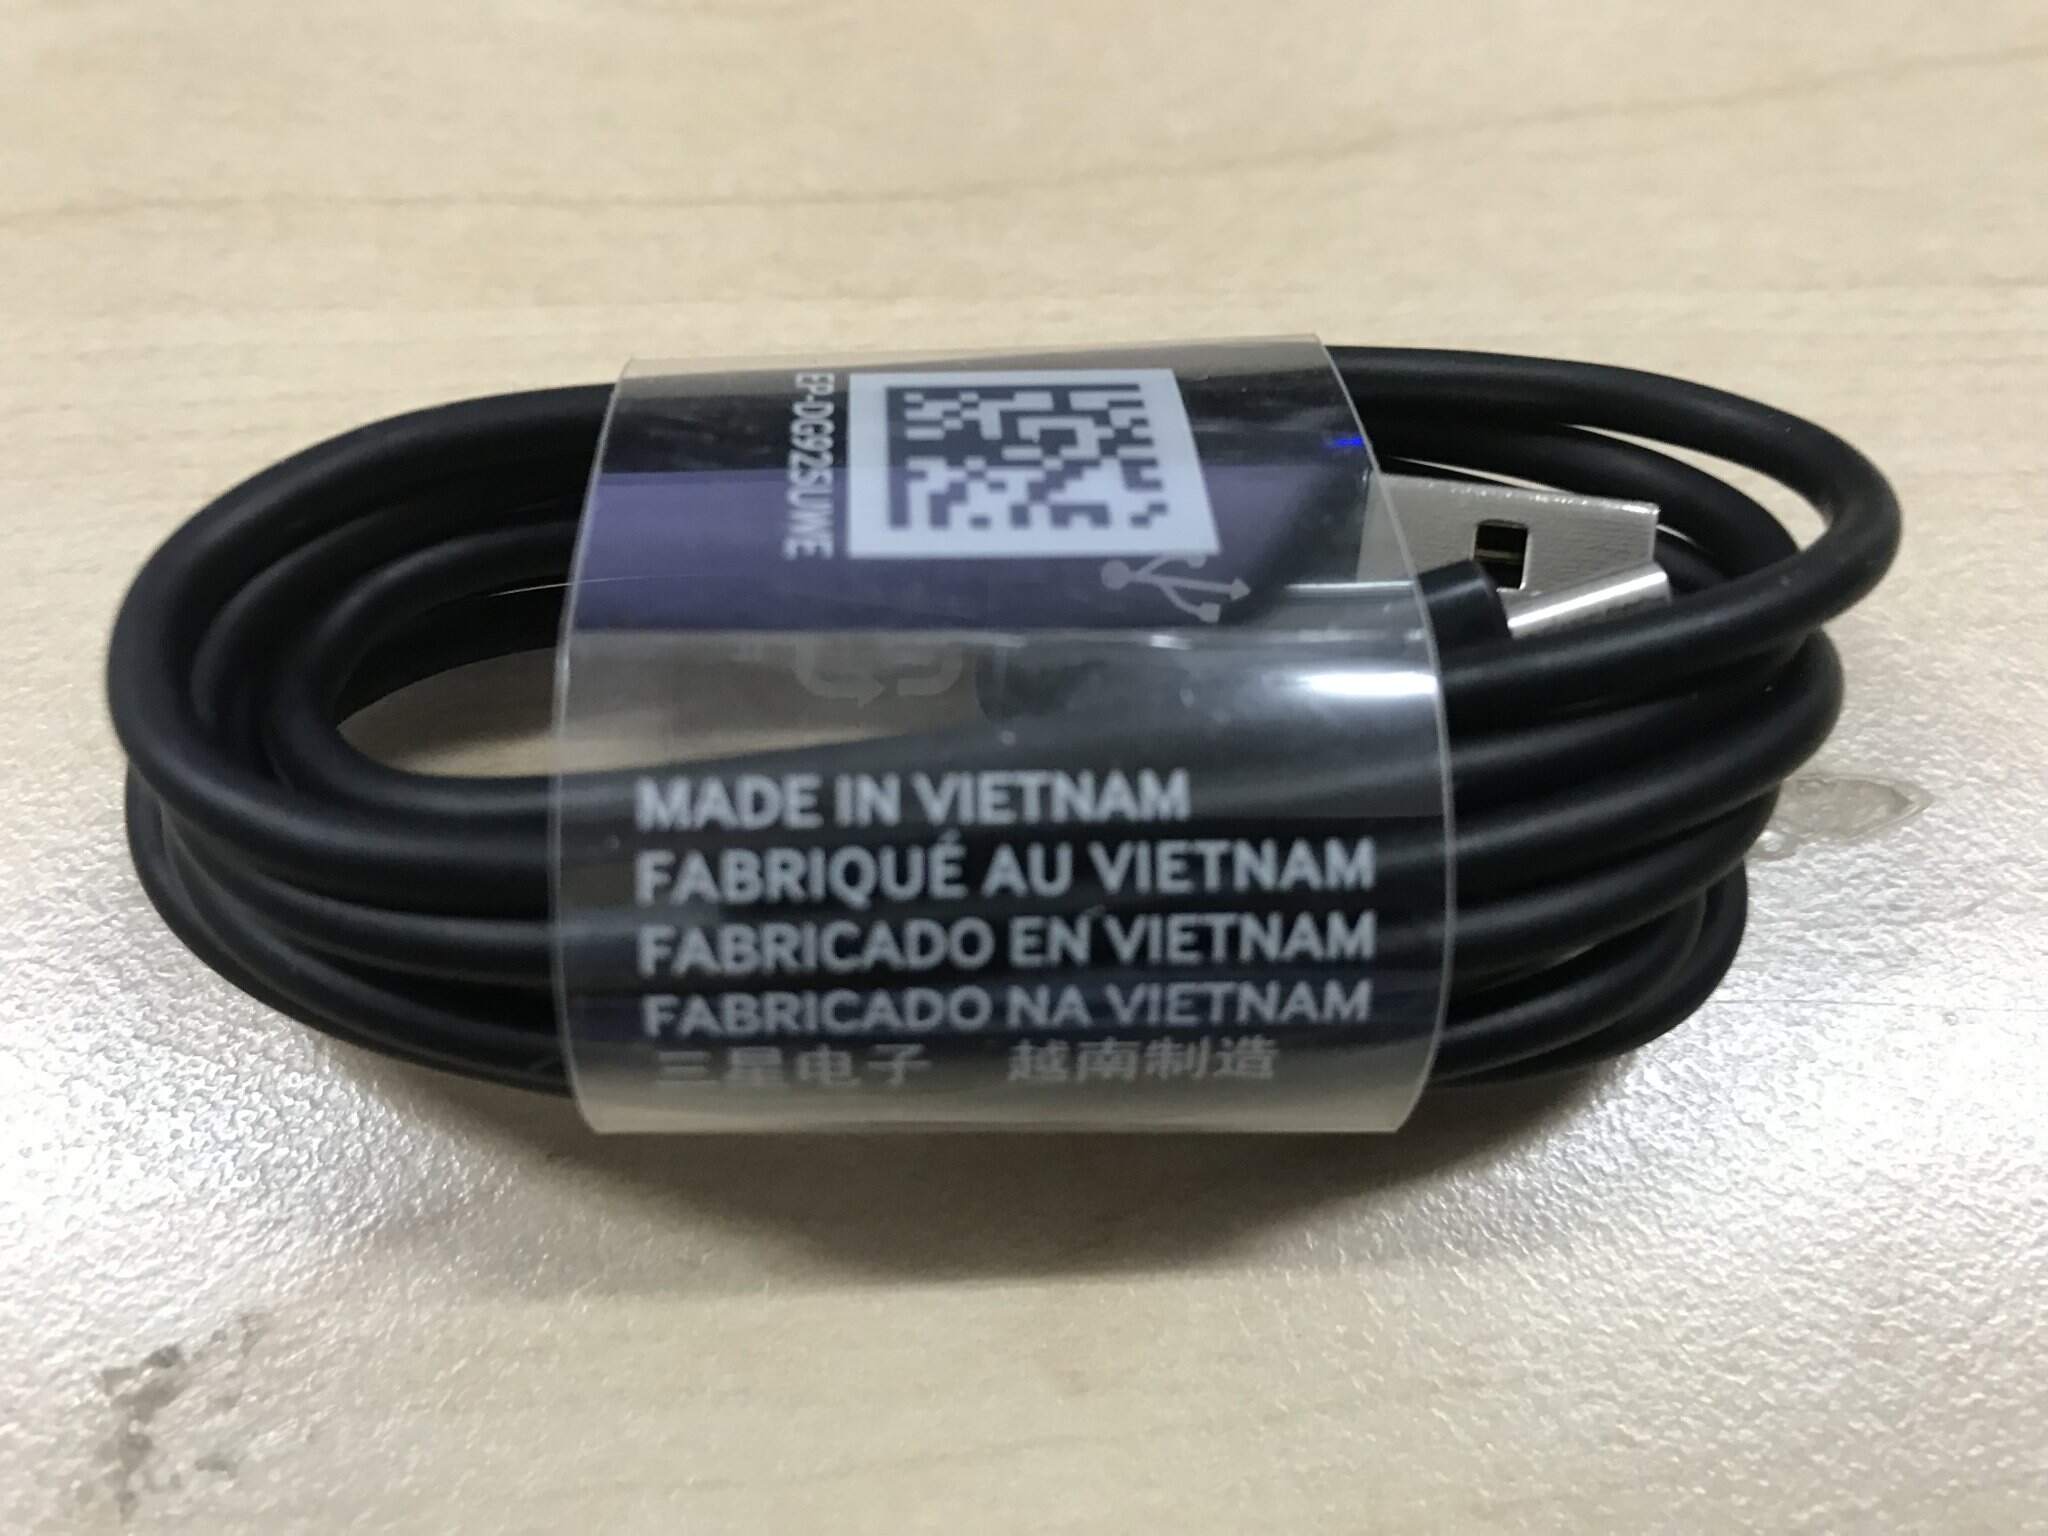 EP-DG925UWE
MADE IN VIETNAM
FABRIQUÉ AU VIETNAM
FABRICADO EN VIETNAM
FABRICADO NA VIETNAM
三星电子 越南制造